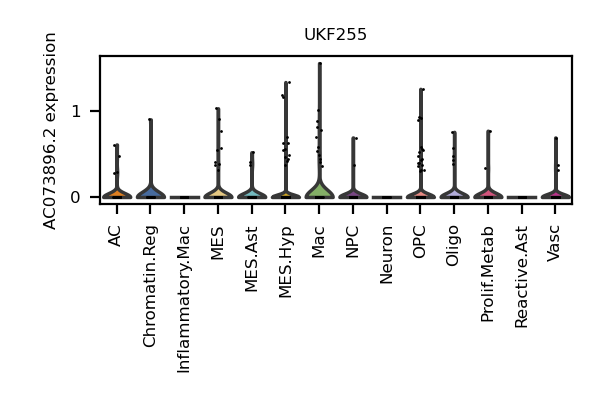 UKF255
AC073896.2 expression
1
0
AC
Chromatin.Reg
Inflammatory.Mac
MES
MES.Ast
MES.Hyp
Mac
NPC
Neuron
OPC
Oligo
Prolif.Metab
Reactive.Ast
Vasc